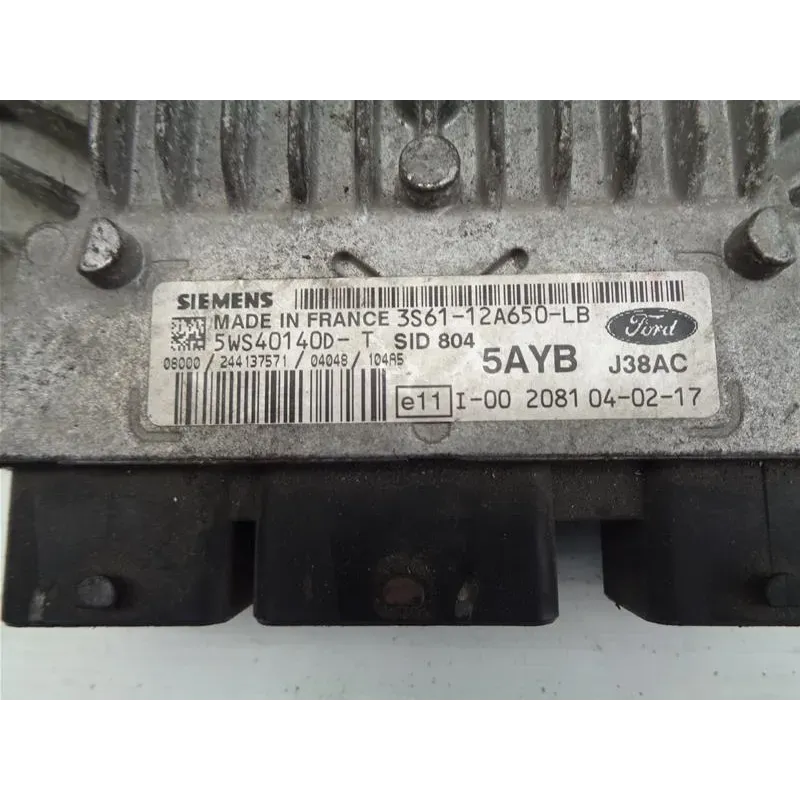 SIEMENS
MADE IN FRANCE 3S61-12A650-LB
Ford
5WS40140D-T SID 804
08000/244137571/04048/104A5
5AYB J38AC
e11 I-00 2081 04-02-17